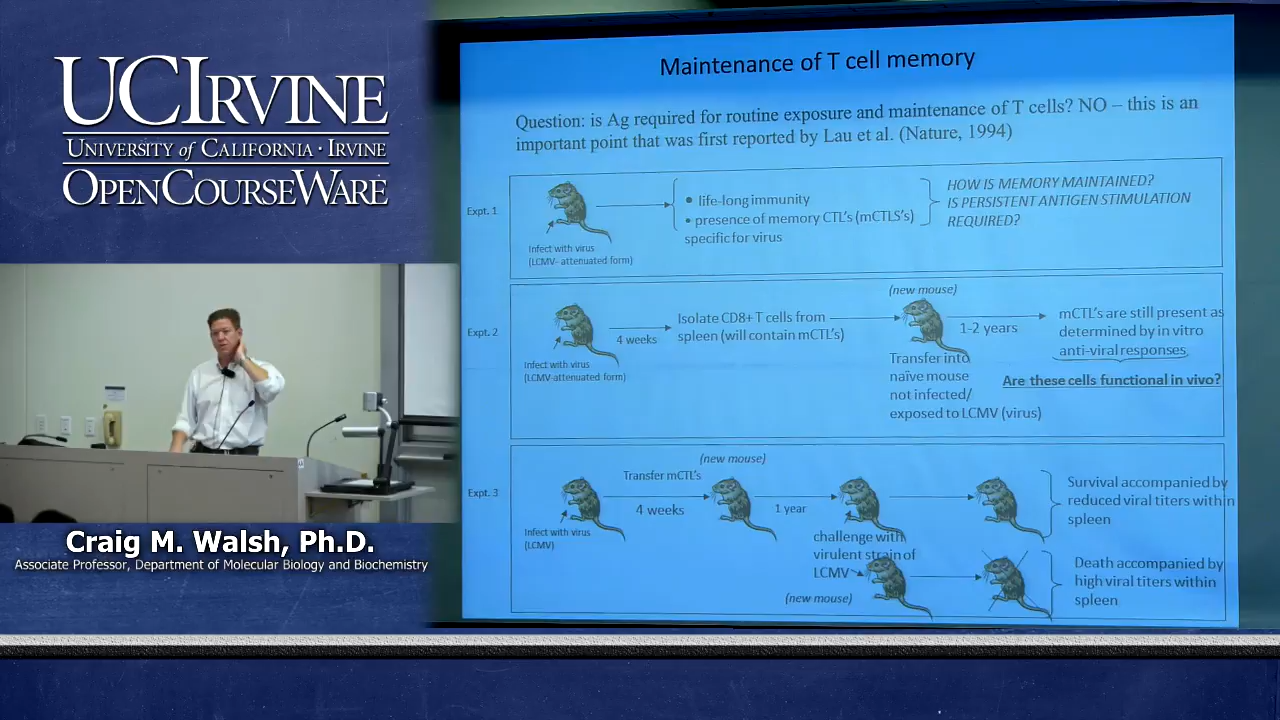 UCIRVINE
UNIVERSITY of CALIFORNIA · IRVINE
OPENCOURSEWARE
Craig M. Walsh, Ph.D.
Associate Professor, Department of Molecular Biology and Biochemistry
Maintenance of T cell memory
Question: is Ag required for routine exposure and maintenance of T cells? NO – this is an
important point that was first reported by Lau et al. (Nature, 1994)
Expt. 1
Infect with virus
(LCMV- attenuated form)
• life-long immunity
• presence of memory CTL's (mCTLS's)
specific for virus
HOW IS MEMORY MAINTAINED?
IS PERSISTENT ANTIGEN STIMULATION
REQUIRED?
Expt. 2
Infect with virus
(LCMV-attenuated form)
4 weeks
Isolate CD8+ T cells from
spleen (will contain mCTL's)
(new mouse)
Transfer into
naïve mouse
not infected/
exposed to LCMV (virus)
1-2 years
mCTL's are still present as
determined by in vitro
anti-viral responses,
Are these cells functional in vivo?
Expt. 3
Infect with virus
(LCMV)
Transfer mCTL's
4 weeks
(new mouse)
1 year
challenge with
virulent strain of
LCMV
(new mouse)
Survival accompanied by
reduced viral titers within
spleen
Death accompanied by
high viral titers within
spleen